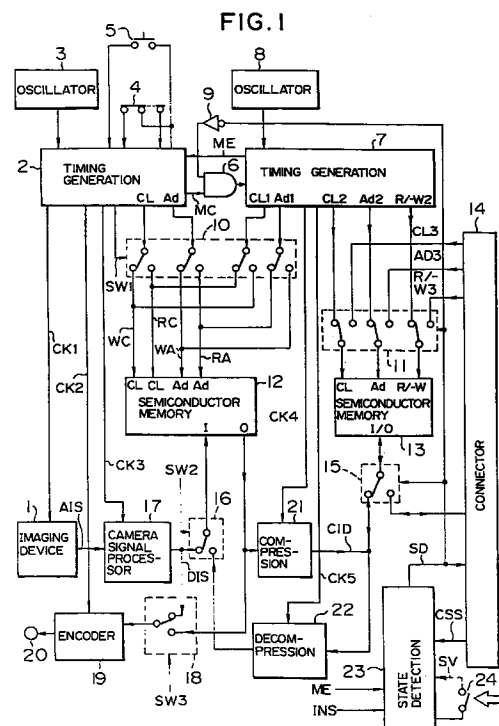 FIG.1
5
3
8
OSCILLATOR
4
OSCILLATOR
9
ME
6
7
2
TIMING GENERATION
CL Ad
MC
TIMING GENERATION
CL1 Ad1 CL2 Ad2 R/-W2
14
10
CL3
AD3
R/-W3
SW1
WC
RC
WA
RA
11
CK1
CK2
CL CL Ad Ad
12
SEMICONDUCTOR MEMORY
I O
CK4
CL Ad R/-W
SEMICONDUCTOR MEMORY
I/O
13
CONNECTOR
CK3
SW2
16
15
1
AIS
17
21
IMAGING DEVICE
CAMERA SIGNAL PROCESSOR
DIS
COMPRESSION
CID
CK5
SD
22
CSS
20
ENCODER
19
18
SW3
DECOMPRESSION
23
ME
INS
STATE DETECTION
SV
24